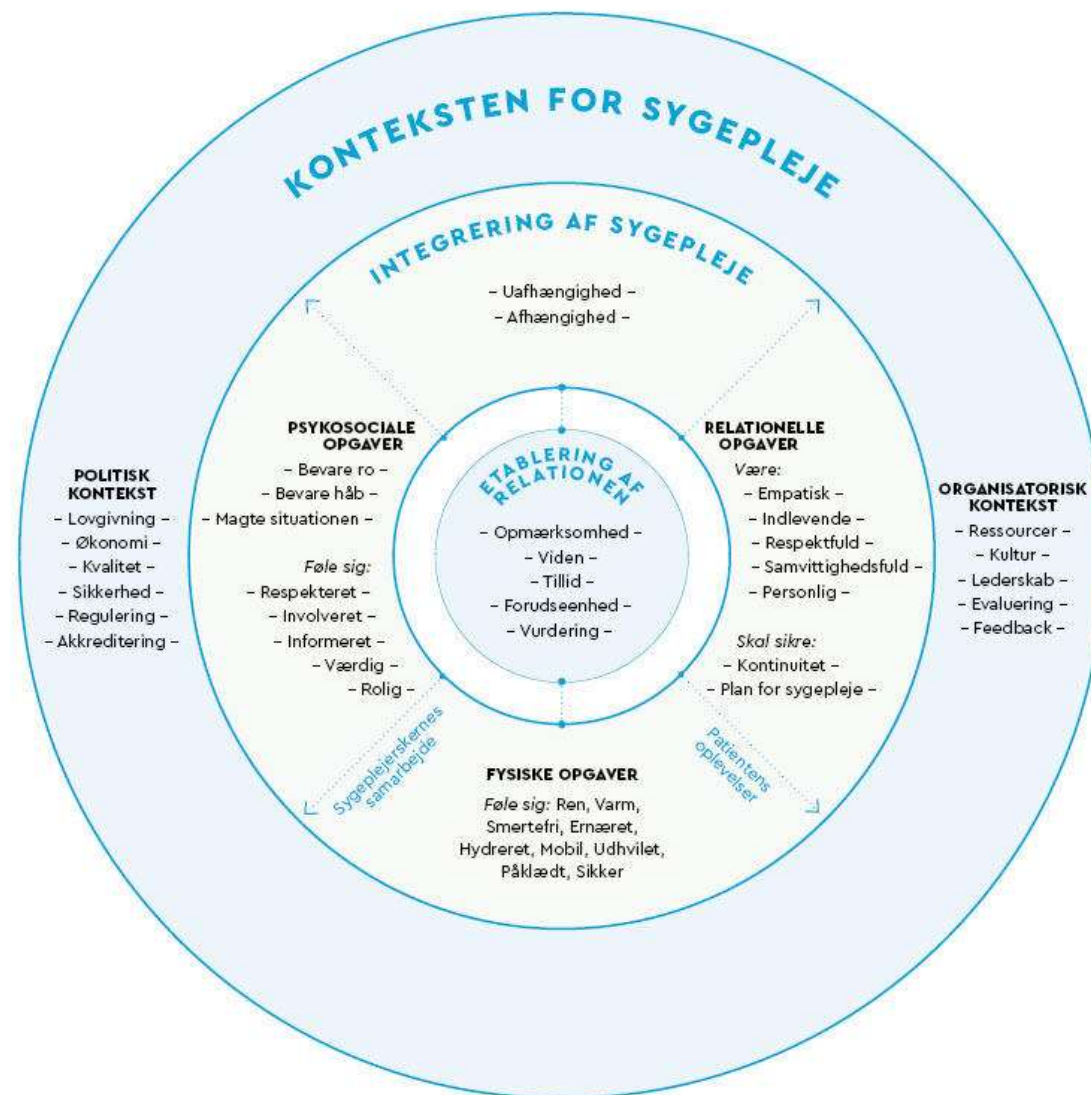 KONTEKSTEN FOR SYGEPLEJE
INTEGRERING AF SYGEPLEJE
– Uafhængighed –
– Afhængighed –
PSYKOSOCIALE
OPGAVER
– Bevare ro –
– Bevare håb –
– Magte situationen –
Føle sig:
– Respekteret –
– Involveret –
– Informeret –
– Værdig –
– Rolig –
ETABLERING AF
RELATIONEN
– Opmærksomhed –
– Viden –
– Tillid –
– Forudseenhed –
– Vurdering –
RELATIONELLE
OPGAVER
Være:
– Empatisk –
– Indlevende –
– Respektfuld –
– Samvittighedsfuld –
– Personlig –
Skal sikre:
– Kontinuitet –
– Plan for sygepleje –
POLITISK
KONTEKST
– Lovgivning –
– Økonomi –
– Kvalitet –
– Sikkerhed –
– Regulering –
– Akkreditering –
ORGANISATORISK
KONTEKST
– Ressourcer –
– Kultur –
– Lederskab –
– Evaluering –
– Feedback –
Sygeplejerskernes
samarbejde
Patientens
oplevelser
FYSISKE OPGAVER
Føle sig: Ren, Varm,
Smertefri, Ernæret,
Hydreret, Mobil, Udhvilet,
Påklædt, Sikker